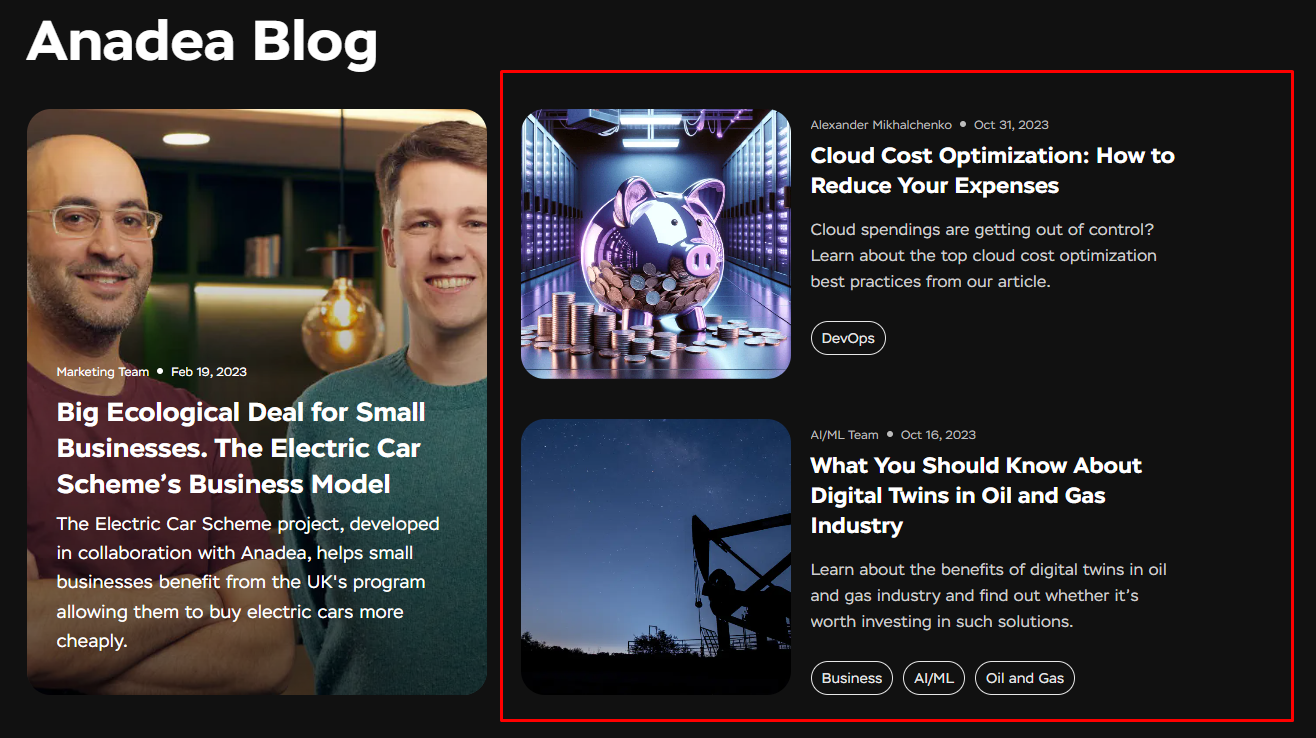 Anadea Blog
Marketing Team • Feb 19, 2023
Big Ecological Deal for Small
Businesses. The Electric Car
Scheme’s Business Model
The Electric Car Scheme project, developed
in collaboration with Anadea, helps small
businesses benefit from the UK's program
allowing them to buy electric cars more
cheaply.
Alexander Mikhalchenko • Oct 31, 2023
Cloud Cost Optimization: How to
Reduce Your Expenses
Cloud spendings are getting out of control?
Learn about the top cloud cost optimization
best practices from our article.
DevOps
AI/ML Team • Oct 16, 2023
What You Should Know About
Digital Twins in Oil and Gas
Industry
Learn about the benefits of digital twins in oil
and gas industry and find out whether it’s
worth investing in such solutions.
Business AI/ML Oil and Gas